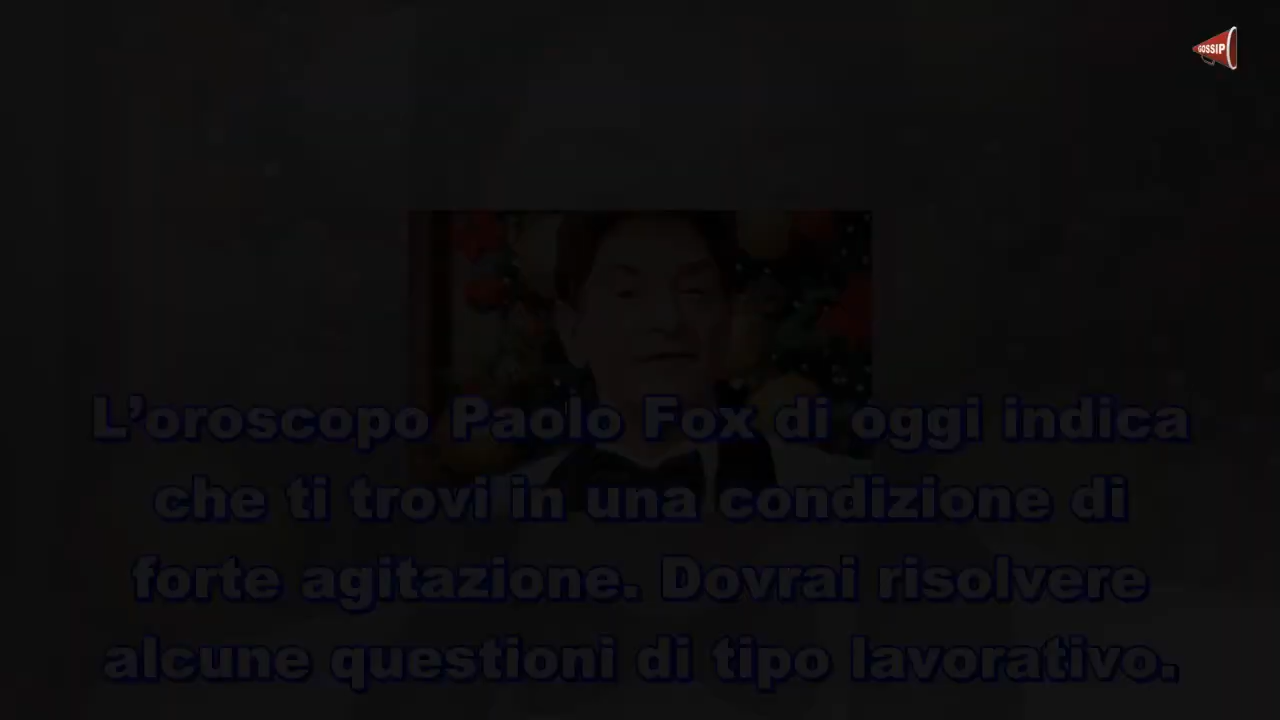 GOSSIP
L'oroscopo Paolo Fox di oggi indica
che ti trovi in una condizione di
forte agitazione. Dovrai risolvere
alcune questioni di tipo lavorativo.